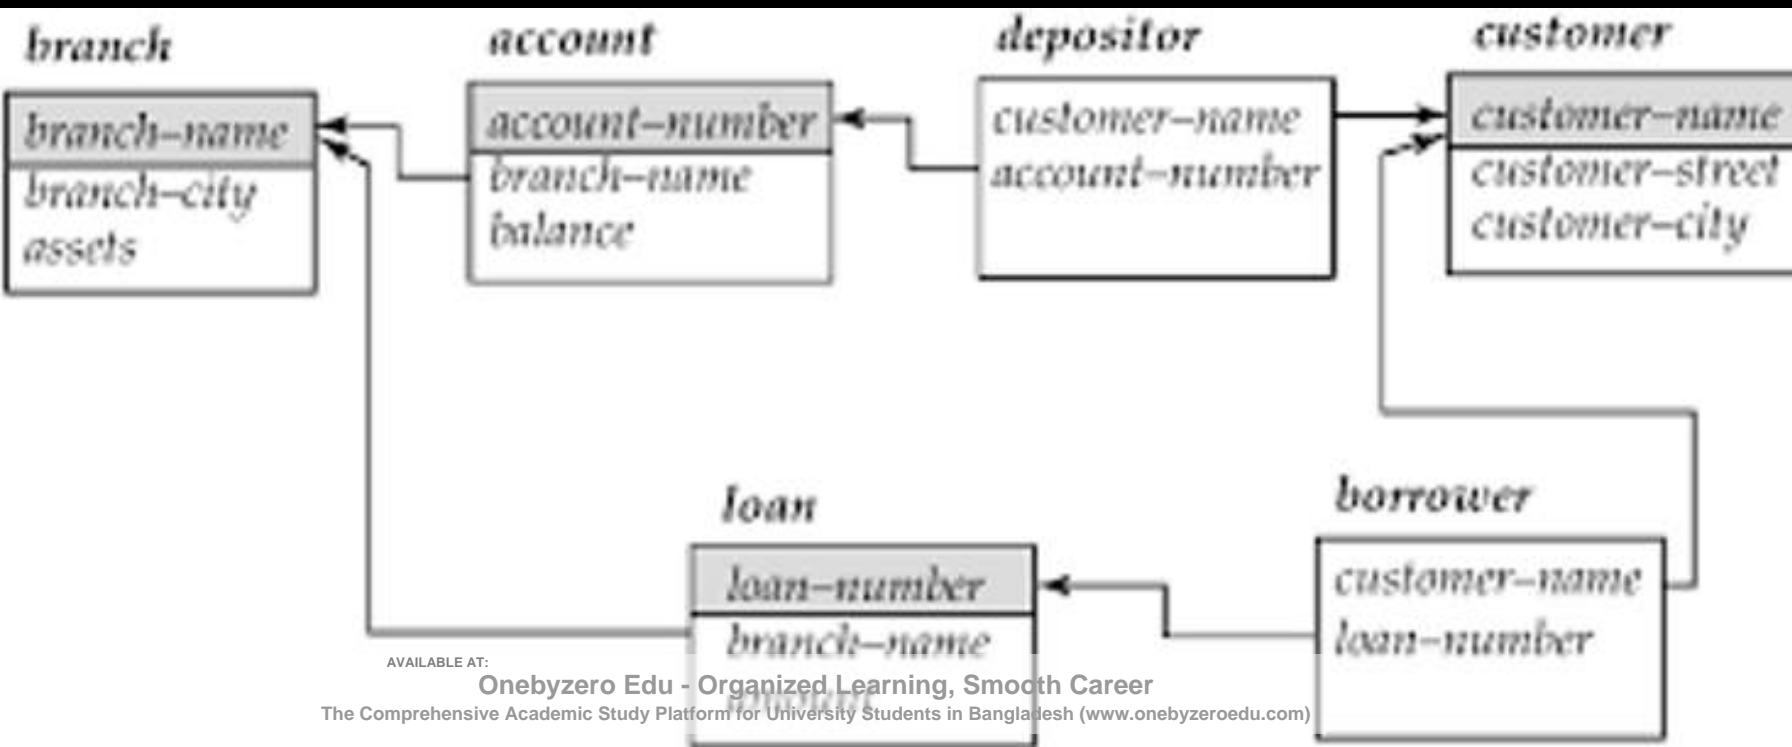 branch
branch-name
branch-city
assets
account
account-number
branch-name
balance
depositor
customer-name
account-number
customer
customer-name
customer-street
customer-city
loan
loan-number
branch-name
amount
borrower
customer-name
loan-number
AVAILABLE AT:
Onebyzero Edu - Organized Learning, Smooth Career
The Comprehensive Academic Study Platform for University Students in Bangladesh (www.onebyzeroedu.com)